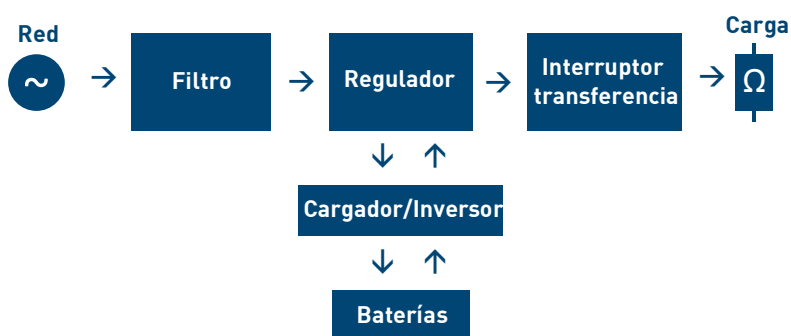 Red
Carga
~
Filtro
Regulador
Interruptor
transferencia
Ω
Cargador/Inversor
Baterías